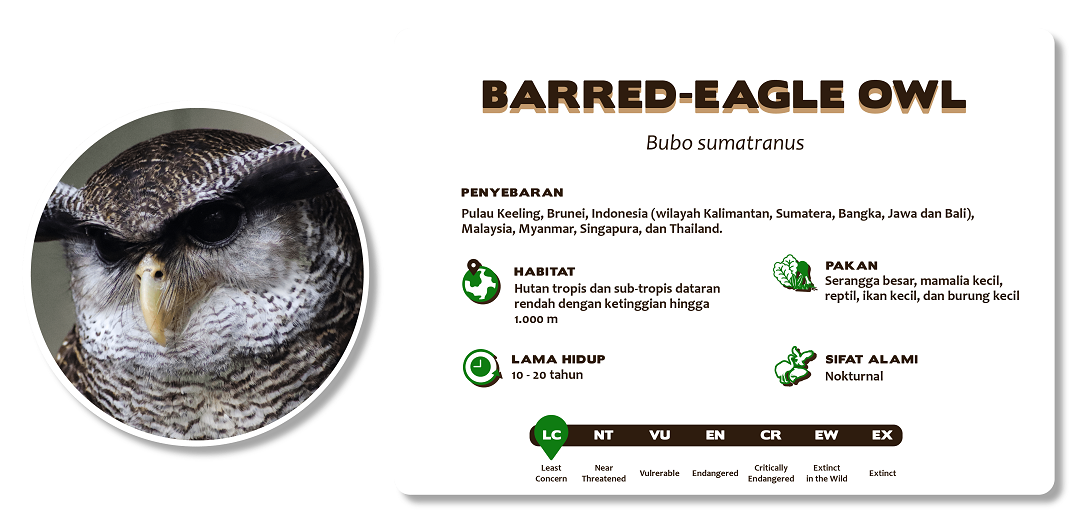 BARRED-EAGLE OWL
Bubo sumatranus
PENYEBARAN
Pulau Keeling, Brunei, Indonesia (wilayah Kalimantan, Sumatera, Bangka, Jawa dan Bali),
Malaysia, Myanmar, Singapura, dan Thailand.
HABITAT
Hutan tropis dan sub-tropis dataran
rendah dengan ketinggian hingga
1.000 m
PAKAN
Serangga besar, mamalia kecil,
reptil, ikan kecil, dan burung kecil
LAMA HIDUP
10 - 20 tahun
SIFAT ALAMI
Nokturnal
LC NT VU EN CR EW EX
Least Concern
Near Threatened
Vulrerable
Endangered
Critically Endangered
Extinct in the Wild
Extinct